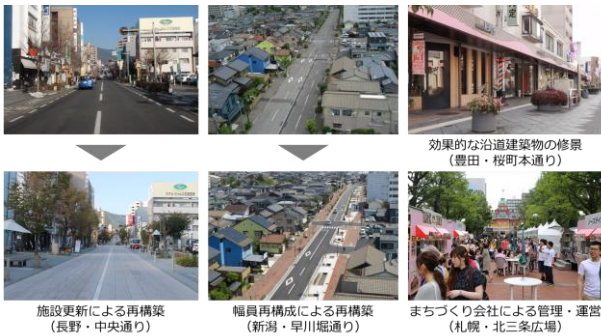 効果的な沿道建築物の修景
(豊田・桜町本通り)
施設更新による再構築
(長野・中央通り)
幅員再構成による再構築
(新潟・早川堀通り)
まちづくり会社による管理・運営
(札幌・北三条広場)